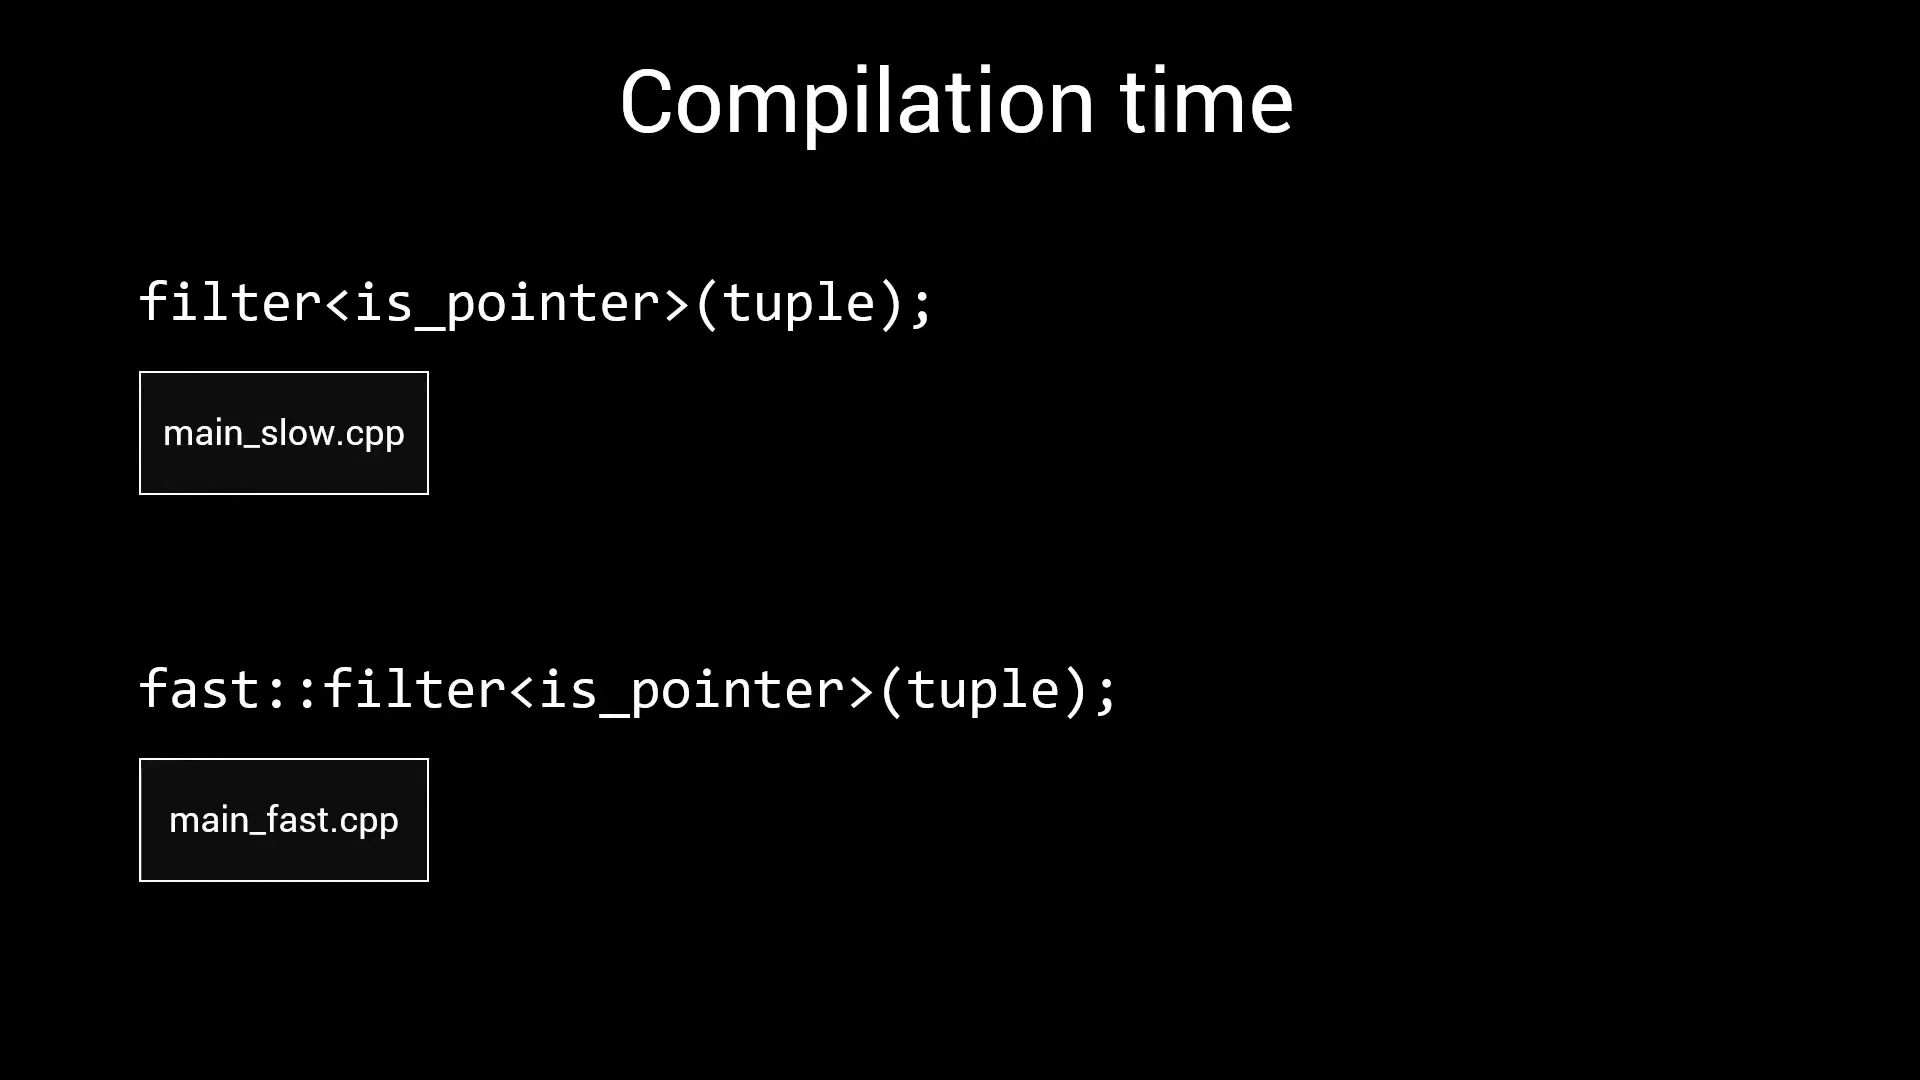 Compilation time
filter<is_pointer>(tuple);
main_slow.cpp
fast::filter<is_pointer>(tuple);
main_fast.cpp